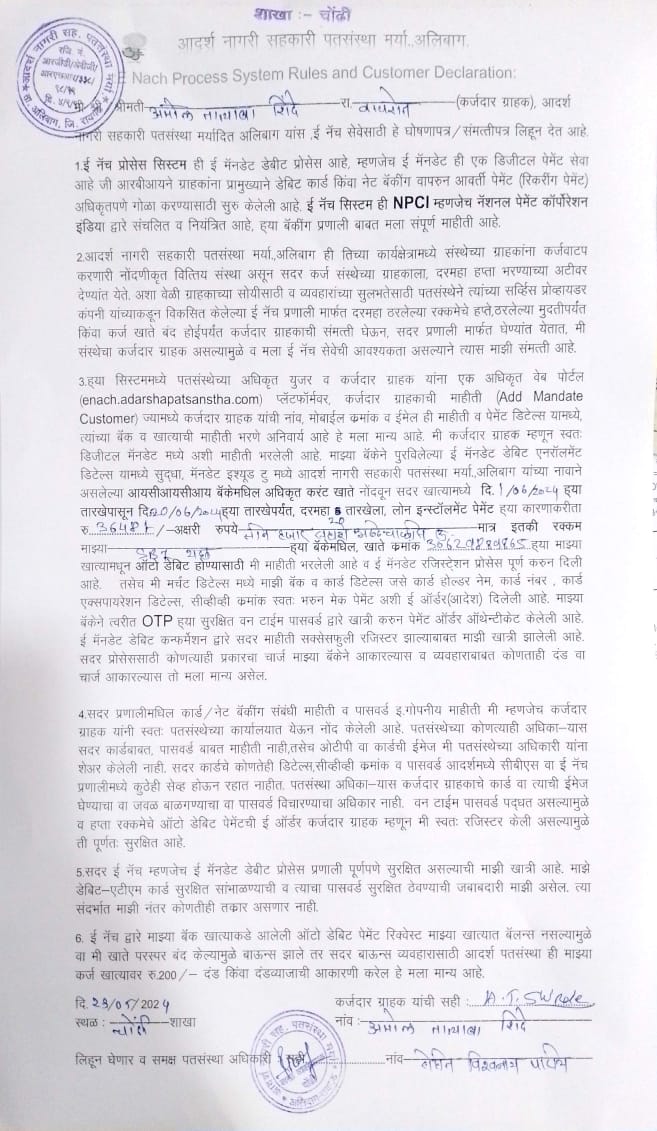 शाखा :- चोंढी
आदर्श नागरी सहकारी पतसंस्था मर्या..अलिबाग.
E Nach Process System Rules and Customer Declaration:
मी श्री/श्रीमती अमोल तात्याबा शिंदे रा. वायशेत (कर्जदार ग्राहक), आदर्श
नागरी सहकारी पतसंस्था मर्यादित अलिबाग यांस ,ई नॅच सेवेसाठी हे घोषणापत्र/संमत्तीपत्र लिहून देत आहे.
1.ई नॅच प्रोसेस सिस्टिम ही ई मॅनडेट डेबीट प्रोसेस आहे, म्हणजेच ई मॅनडेट ही एक डिजीटल पेमेंट सेवा
आहे जी आरबीआयने ग्राहकांना प्रामुख्याने डेबिट कार्ड किंवा नेट बॅकींग वापरुन आवर्ती पेमेंट (रिकरींग पेमेंट)
अधिकृतपणे गोळा करण्यासाठी सुरु केलेली आहे. ई नॅच सिस्टिम ही NPCI म्हणजेच नॅशनल पेमेंट कॉर्पोरेशन
इंडिया द्वारे संचलित व नियंत्रित आहे, ह्या बॅकींग प्रणाली बाबत मला संपूर्ण माहीती आहे.
2.आदर्श नागरी सहकारी पतसंस्था मर्या.,अलिबाग ही तिच्या कार्यक्षेत्रामध्ये संस्थेच्या ग्राहकांना कर्जवाटप
करणारी नोंदणीकृत वित्तिय संस्था असून सदर कर्ज संस्थेच्या ग्राहकाला, दरमहा हप्ता भरण्याच्या अटीवर
देण्यांत येते. अशा वेळी ग्राहकाच्या सोयीसाठी व व्यवहारांच्या सुलभतेसाठी पतसंस्थेने त्यांच्या सर्व्हिस प्रोव्हायडर
कंपनी यांच्याकडून विकसित केलेल्या ई नॅच प्रणाली मार्फत दरमहा ठरलेल्या रक्कमेचे हप्ते,ठरलेल्या मुदतीपर्यंत
किंवा कर्ज खाते बंद होईपर्यंत कर्जदार ग्राहकाची संमत्ती घेऊन, सदर प्रणाली मार्फत घेण्यांत येतात, मी
संस्थेचा कर्जदार ग्राहक असल्यामुळे व मला ई नॅच सेवेची आवश्यकता असल्याने त्यास माझी संमत्ती आहे.
3.ह्या सिस्टिममध्ये पतसंस्थेच्या अधिकृत युजर व कर्जदार ग्राहक यांना एक अधिकृत वेब पोर्टल
(enach.adarshapatsanstha.com) प्लॅटफॉर्मवर, कर्जदार ग्राहकाची माहीती (Add Mandate
Customer) ज्यामध्ये कर्जदार ग्राहक यांची नांव, मोबाईल क्रमांक व ईमेल ही माहीती व पेमेंट डिटेल्स यामध्ये,
त्यांच्या बँक व खात्याची माहीती भरणे अनिवार्य आहे हे मला मान्य आहे. मी कर्जदार ग्राहक म्हणून स्वतः
डिजीटल मॅनडेट मध्ये अशी माहीती भरलेली आहे. माझ्या बॅकेने पुरविलेल्या ई मॅनडेट डेबिट एनरॉलमेंट
डिटेल्स यामध्ये सुद्धा, मॅनडेट इश्यूड टु मध्ये आदर्श नागरी सहकारी पतसंस्था मर्या.,अलिबाग यांच्या नावाने
असलेल्या आयसीआयसीआय बॅकेमधिल अधिकृत करंट खाते नोंदवून सदर खात्यामध्ये दि. 1/06/2024 ह्या
तारखेपासून दि. 20/06/2024 ह्या तारखेपर्यंत, दरमहा 20 तारखेला, लोन इन्स्टॉलमेंट पेमेंट ह्या कारणाकरीता
रु. /-अक्षरी रुपये मात्र इतकी रक्कम
माझ्या ह्या बॅकेमधिल, खाते क्रमांक 30629289865 ह्या माझ्या
खात्यामधून ऑटो डेबिट होण्यासाठी मी माहीती भरलेली आहे व ई मॅनडेट रजिस्ट्रेशन प्रोसेस पूर्ण करुन दिली
आहे. तसेच मी मर्चट डिटेल्स मध्ये माझी बँक व कार्ड डिटेल्स जसे कार्ड होल्डर नेम, कार्ड नंबर , कार्ड
एक्सपायरेशन डिटेल्स, सीव्हीव्ही क्रमांक स्वतः भरुन मेक पेमेंट अशी ई ऑर्डर(आदेश) दिलेली आहे. माझ्या
बॅकेने त्वरीत OTP ह्या सुरक्षित वन टाईम पासवर्ड द्वारे खात्री करुन पेमेंट ऑर्डर ऑथेन्टीकेट केलेली आहे.
ई मॅनडेट डेबिट कन्फर्मेशन द्वारे सदर माहीती सक्सेसफुली रजिस्टर झाल्याबाबत माझी खात्री झालेली आहे.
सदर प्रोसेससाठी कोणत्याही प्रकारचा चार्ज माझ्या बॅकेने आकारल्यास व व्यवहाराबाबत कोणताही दंड वा
चार्ज आकारल्यास तो मला मान्य असेल.
4.सदर प्रणालीमधिल कार्ड/नेट बॅकींग संबंधी माहीती व पासवर्ड इ.गोपनीय माहीती मी म्हणजेच कर्जदार
ग्राहक यांनी स्वतः पतसंस्थेच्या कार्यालयात येऊन नोंद केलेली आहे. पतसंस्थेच्या कोणत्याही अधिका-यास
सदर कार्डबाबत, पासवार्ड बाबत माहीती नाही,तसेच ओटीपी वा कार्डची ईमेज मी पतसंस्थेच्या अधिकारी यांना
शेअर केलेली नाही. सदर कार्डचे कोणतेही डिटेल्स,सीव्हीव्ही क्रमांक व पासवर्ड आदर्शमध्ये सीबीएस वा ई नॅच
प्रणालीमध्ये कुठेही सेव्ह होऊन रहात नाहीत. पतसंस्था अधिका-यास कर्जदार ग्राहकाचे कार्ड वा त्याची ईमेज
घेण्याचा वा जवळ बाळगण्याचा वा पासवर्ड विचारण्याचा अधिकार नाही. वन टाईम पासवर्ड पद्धत असल्यामुळे
व हप्ता रक्कमेचे ऑटो डेबिट पेमेंटची ई ऑर्डर कर्जदार ग्राहक म्हणून मी स्वतः रजिस्टर केली असल्यामुळे
ती पूर्णतः सुरक्षित आहे.
5.सदर ई नॅच म्हणजेच ई मॅनडेट डेबीट प्रोसेस प्रणाली पूर्णपणे सुरक्षित असल्याची माझी खात्री आहे. माझे
डेबिट-एटीएम कार्ड सुरक्षित सांभाळण्याची व त्याचा पासवर्ड सुरक्षित ठेवण्याची जबाबदारी माझी असेल. त्या
संदर्भात माझी नंतर कोणतीही तकार असणार नाही.
6. ई नॅच द्वारे माझ्या बॅक खात्याकडे आलेली ऑटो डेबिट पेमेंट रिक्वेस्ट माझ्या खात्यात बॅलन्स नसल्यामुळे
वा मी खाते परस्पर बंद केल्यामुळे बाऊन्स झाले तर सदर बाऊन्स व्यवहारासाठी आदर्श पतसंस्था ही माझ्या
कर्ज खात्यावर रु.200/- दंड किंवा दंडव्याजाची आकारणी करेल हे मला मान्य आहे.
दि. 29/05/2024 कर्जदार ग्राहक यांची सही :
स्थळ : चोंढी शाखा नांव : अमोल तात्याबा शिंदे
लिहून घेणार व समक्ष पतसंस्था अधिकारी सही नांव विश्वनाथ पाटील